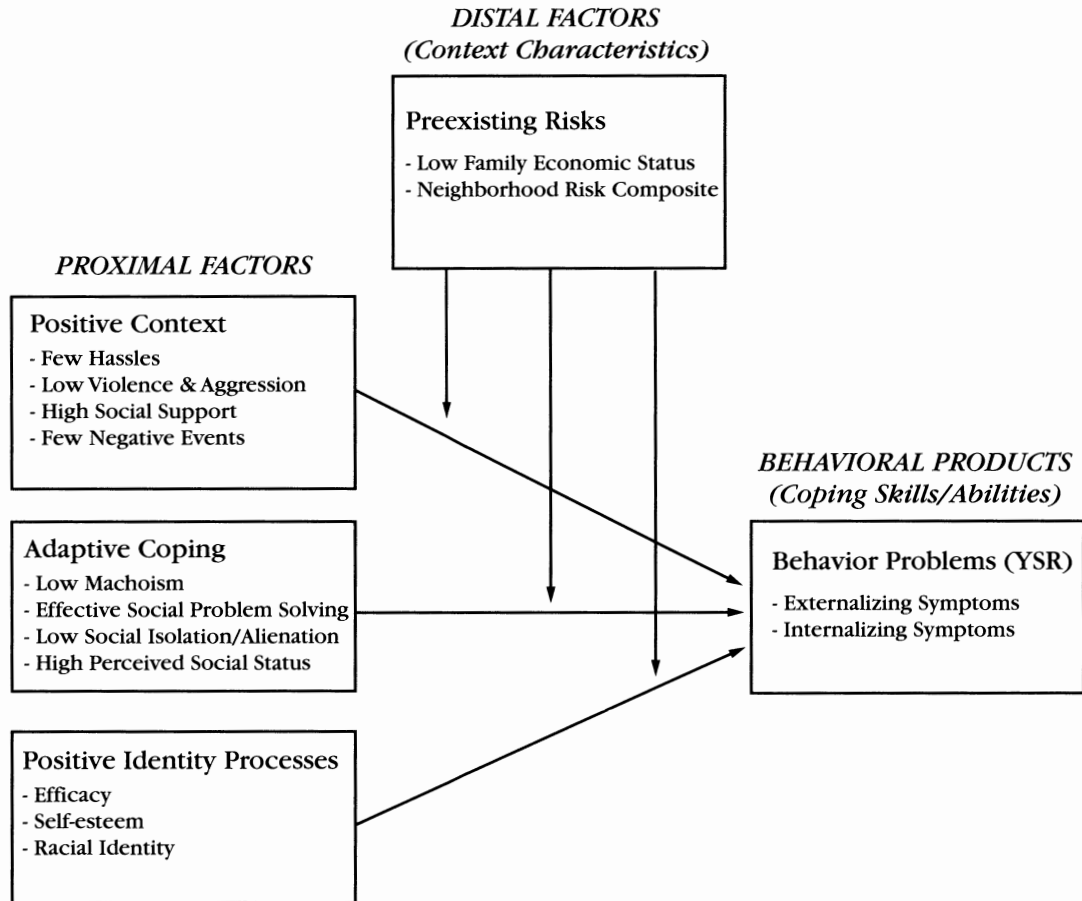 DISTAL FACTORS
(Context Characteristics)
Preexisting Risks
- Low Family Economic Status
- Neighborhood Risk Composite
PROXIMAL FACTORS
Positive Context
- Few Hassles
- Low Violence & Aggression
- High Social Support
- Few Negative Events
Adaptive Coping
- Low Machoism
- Effective Social Problem Solving
- Low Social Isolation/Alienation
- High Perceived Social Status
Positive Identity Processes
- Efficacy
- Self-esteem
- Racial Identity
BEHAVIORAL PRODUCTS
(Coping Skills/Abilities)
Behavior Problems (YSR)
- Externalizing Symptoms
- Internalizing Symptoms